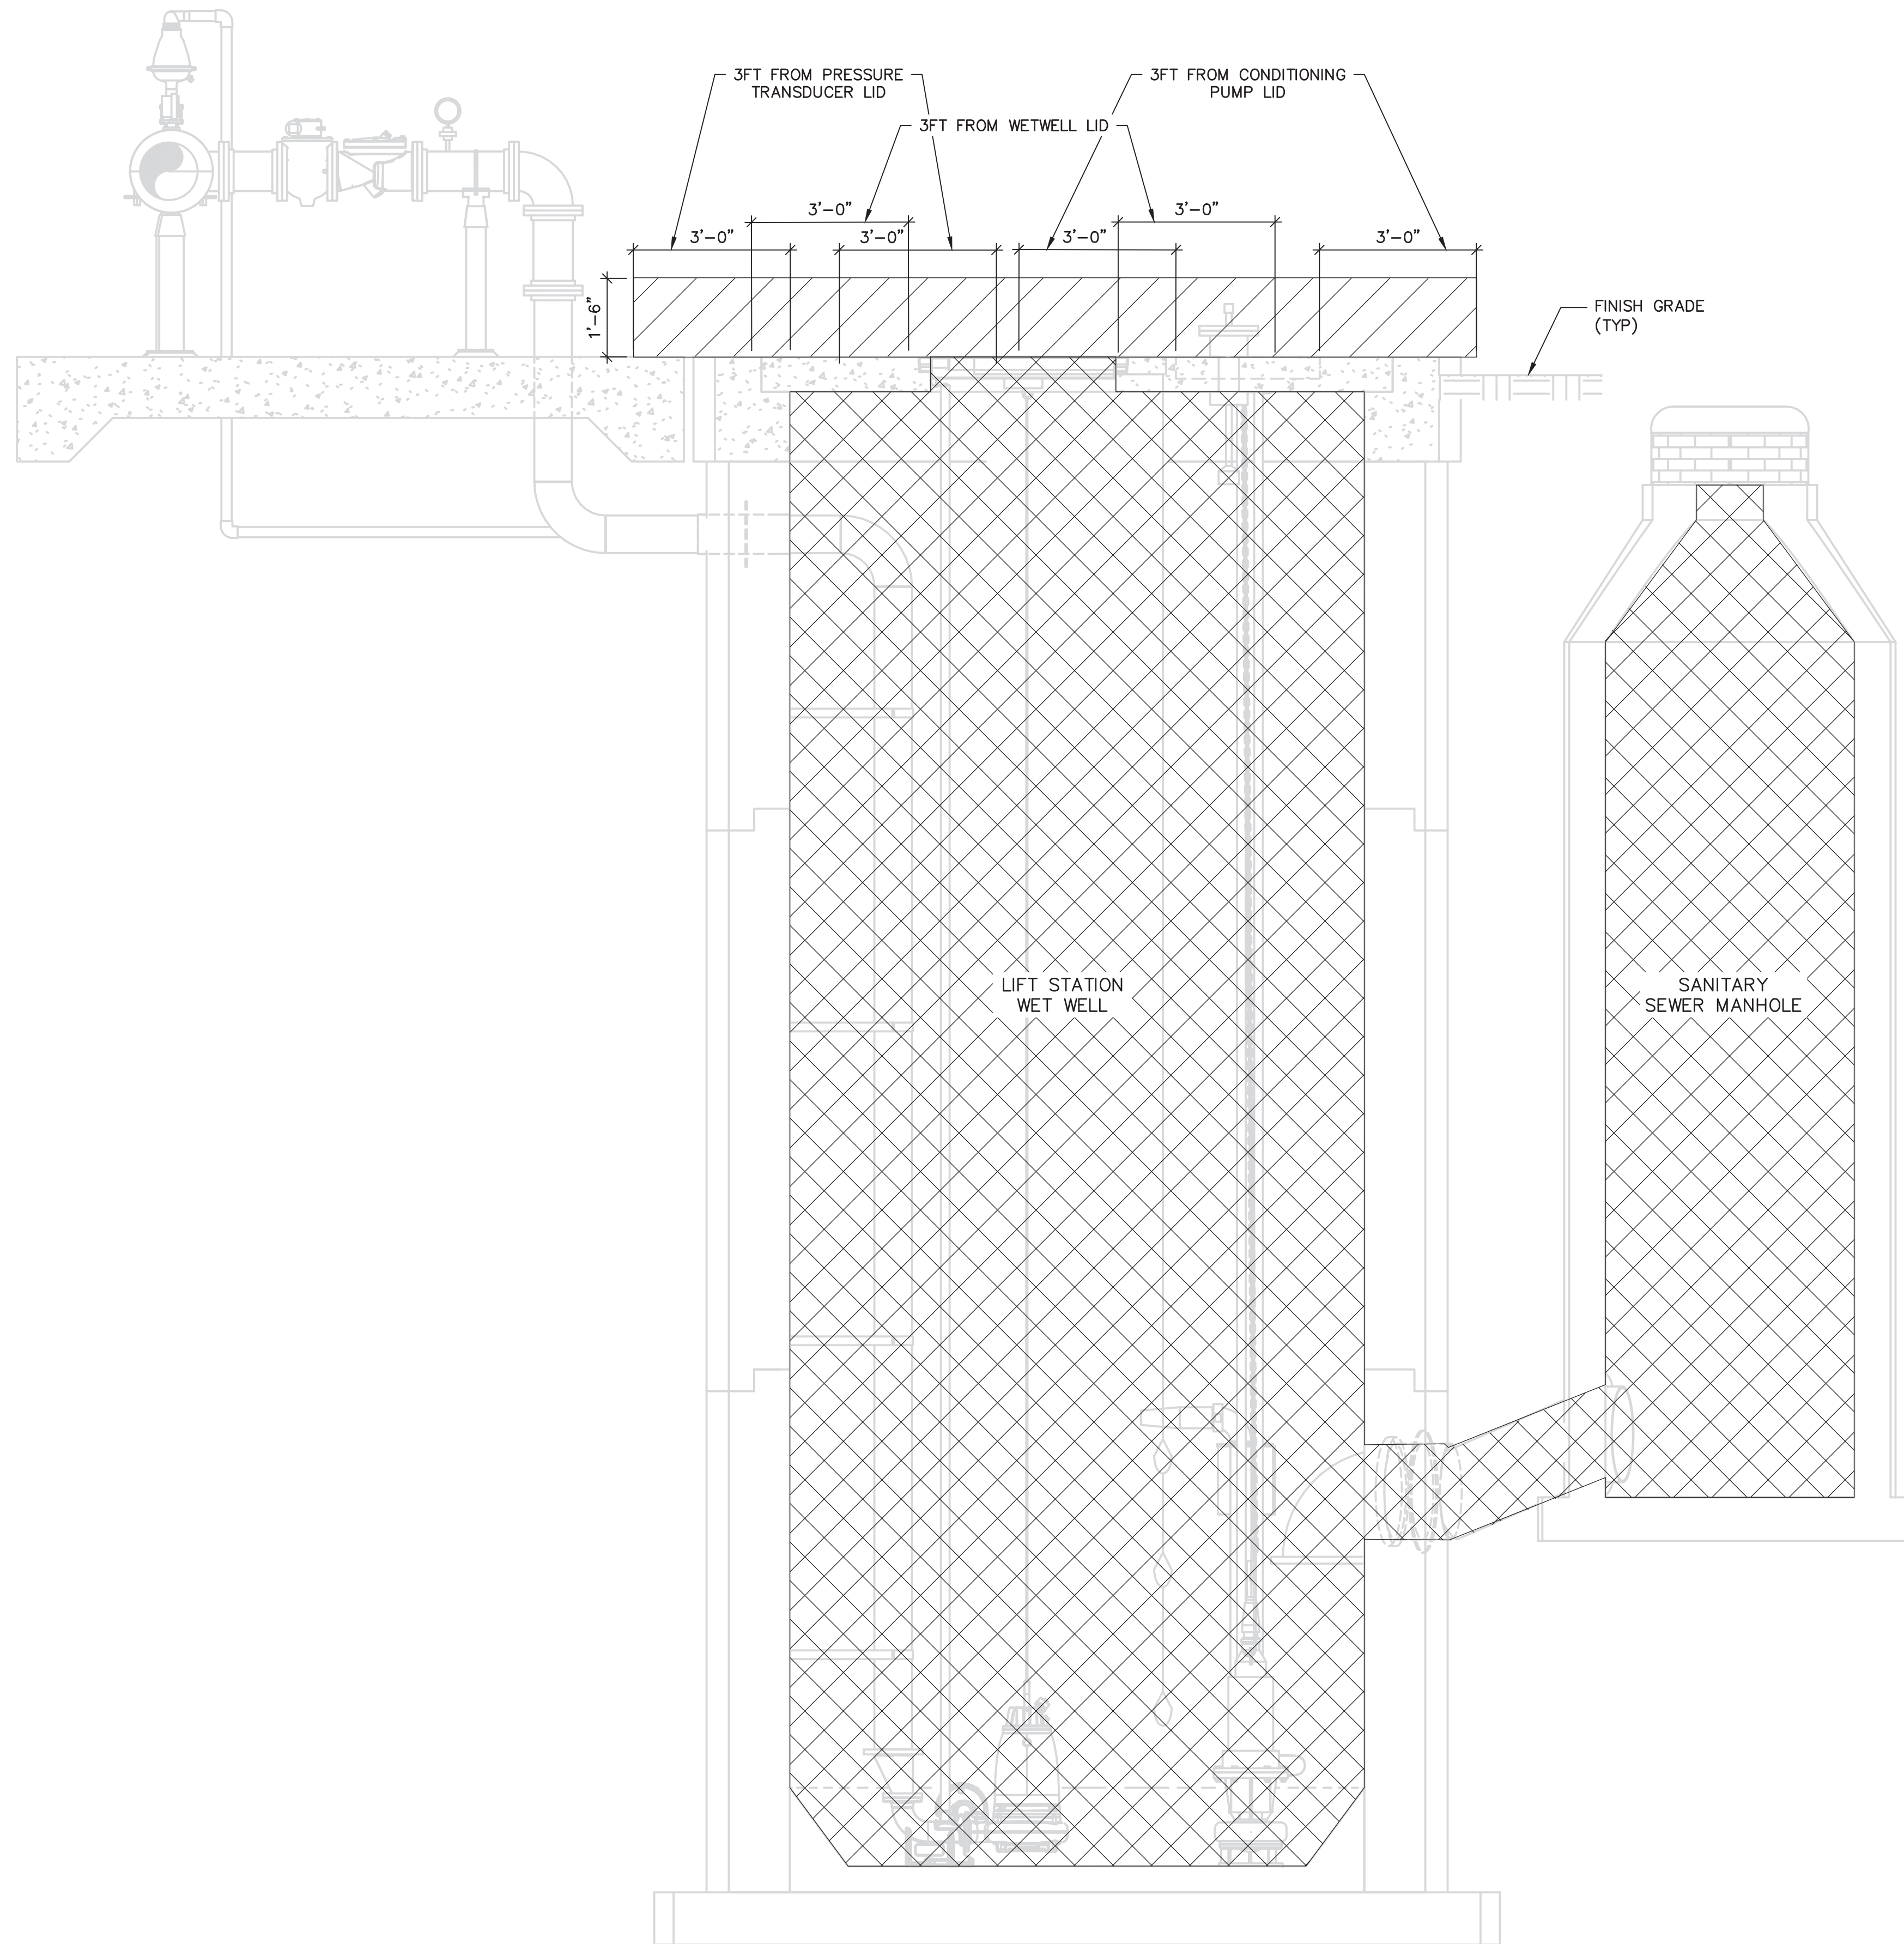 3FT FROM PRESSURE
TRANSDUCER LID
3FT FROM CONDITIONING
PUMP LID
3FT FROM WETWELL LID
3'-0"
3'-0"
3'-0"
3'-0"
3'-0"
3'-0"
1'-6"
FINISH GRADE
(TYP)
LIFT STATION
WET WELL
SANITARY
SEWER MANHOLE